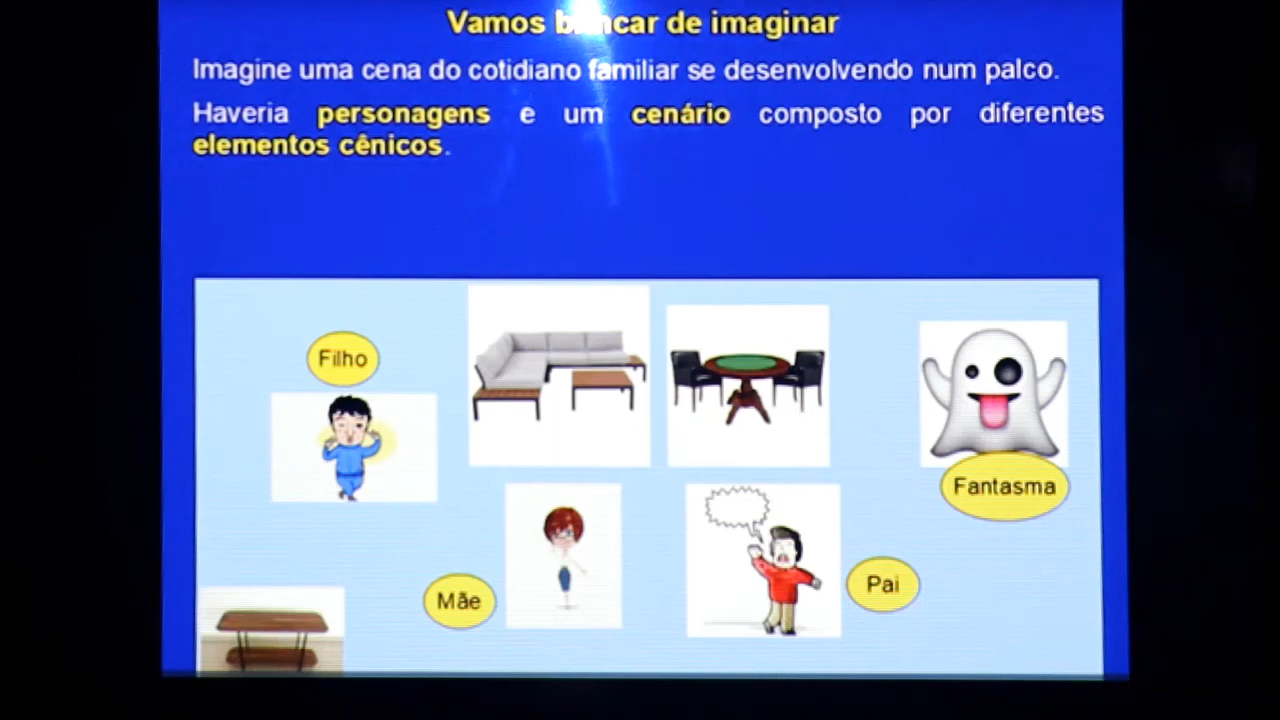 Vamos brincar de imaginar
Imagine uma cena do cotidiano familiar se desenvolvendo num palco.
Haveria personagens e um cenário composto por diferentes
elementos cênicos.
Filho
Fantasma
Mãe
Pai